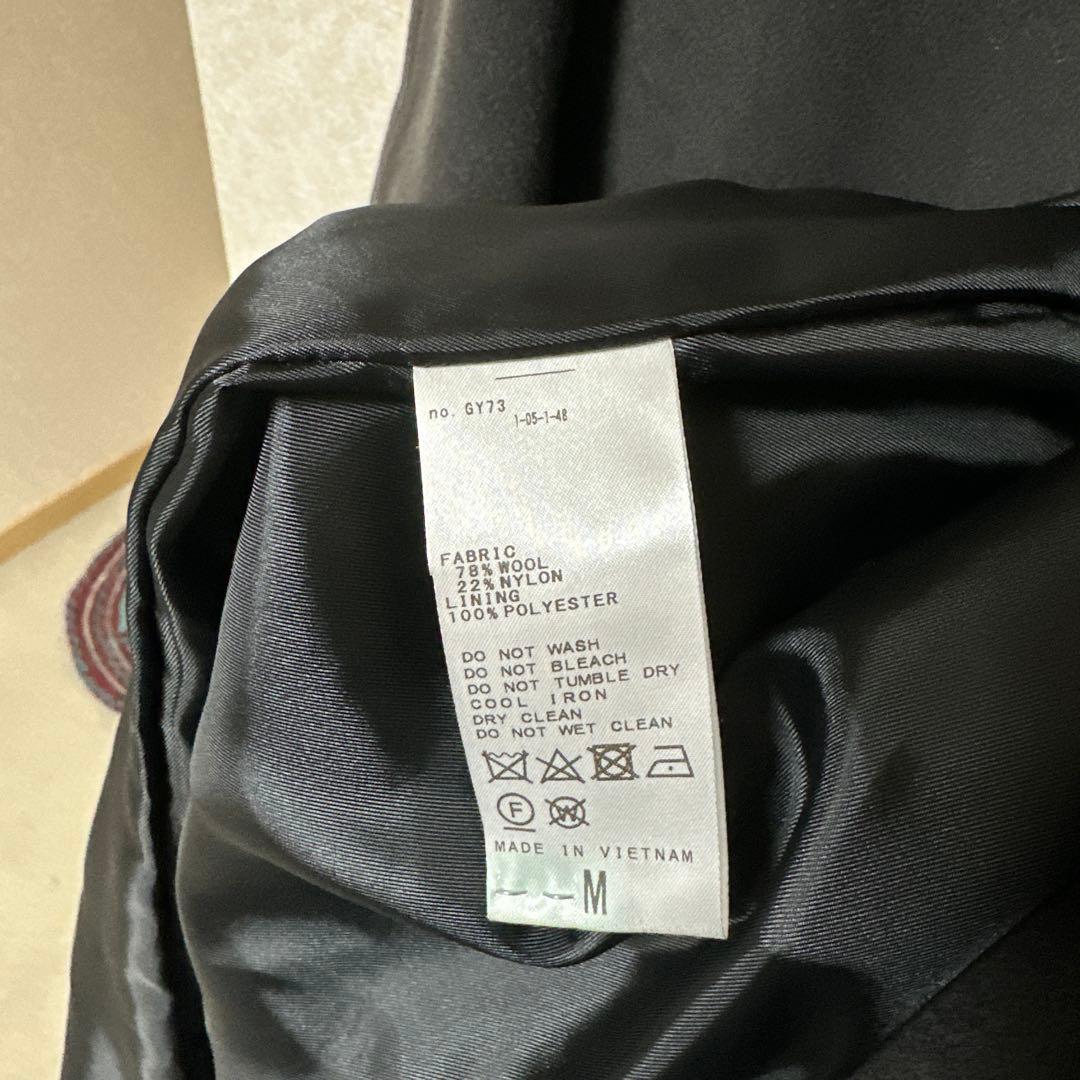 no. GY73
1-05-1-48
FABRIC
78% WOOL
22% NYLON
LINING
100% POLYESTER
DO NOT WASH
DO NOT BLEACH
DO NOT TUMBLE DRY
COOL IRON
DRY CLEAN
DO NOT WET CLEAN
F W
MADE IN VIETNAM
M